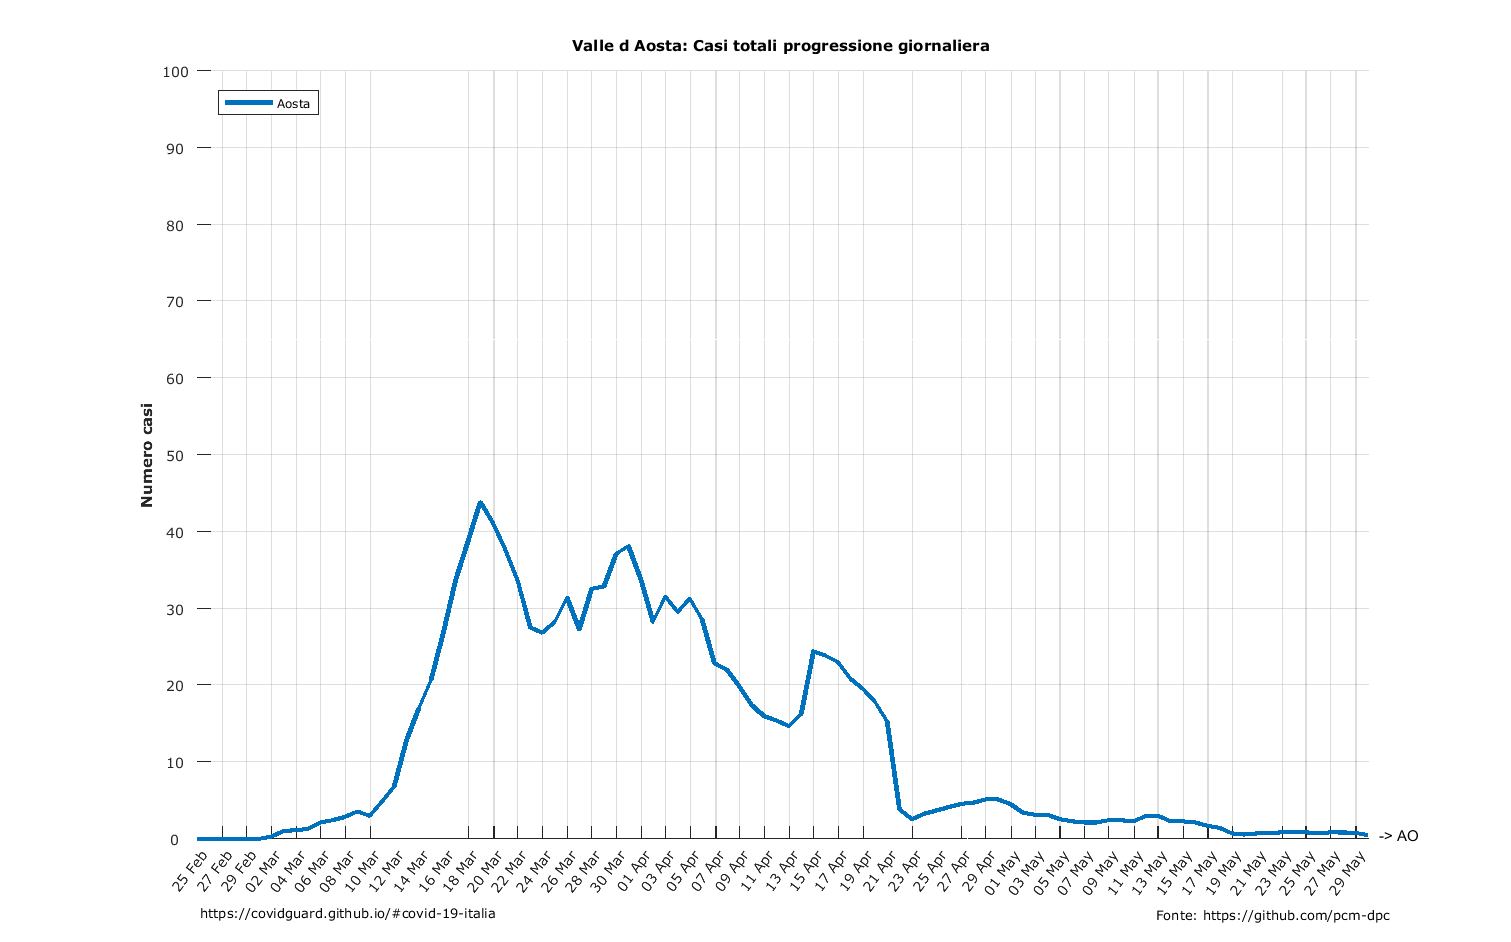 Valle d Aosta: Casi totali progressione giornaliera
Aosta
Numero casi
100
90
80
70
60
50
40
30
20
10
0
-> AO
25 Feb
27 Feb
29 Feb
02 Mar
04 Mar
06 Mar
08 Mar
10 Mar
12 Mar
14 Mar
16 Mar
18 Mar
20 Mar
22 Mar
24 Mar
26 Mar
28 Mar
30 Mar
01 Apr
03 Apr
05 Apr
07 Apr
09 Apr
11 Apr
13 Apr
15 Apr
17 Apr
19 Apr
21 Apr
23 Apr
25 Apr
27 Apr
29 Apr
01 May
03 May
05 May
07 May
09 May
11 May
13 May
15 May
17 May
19 May
21 May
23 May
25 May
27 May
29 May
https://covidguard.github.io/#covid-19-italia
Fonte: https://github.com/pcm-dpc